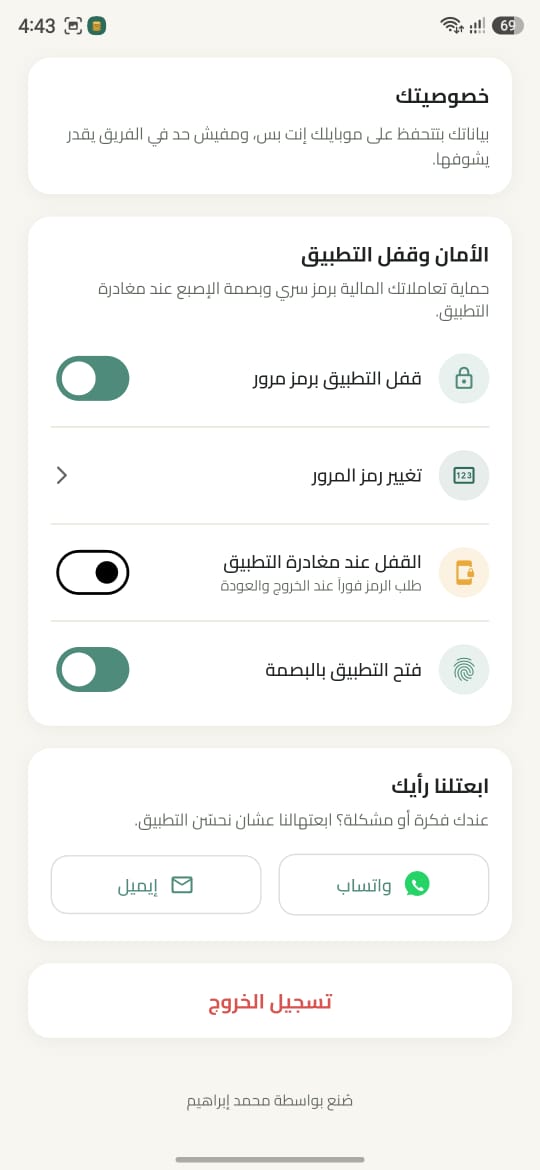 4:43
69
خصوصيتك
بياناتك بتتحفظ على موبايلك إنت بس، ومفيش حد في الفريق يقدر
يشوفها.
الأمان وقفل التطبيق
حماية تعاملاتك المالية برمز سري وبصمة الإصبع عند مغادرة
التطبيق.
قفل التطبيق برمز مرور
123
تغيير رمز المرور
القفل عند مغادرة التطبيق
طلب الرمز فوراً عند الخروج والعودة
فتح التطبيق بالبصمة
ابعتلنا رأيك
عندك فكرة أو مشكلة؟ ابعتهالنا عشان نحسّن التطبيق.
واتساب
إيميل
تسجيل الخروج
صُنع بواسطة محمد إبراهيم